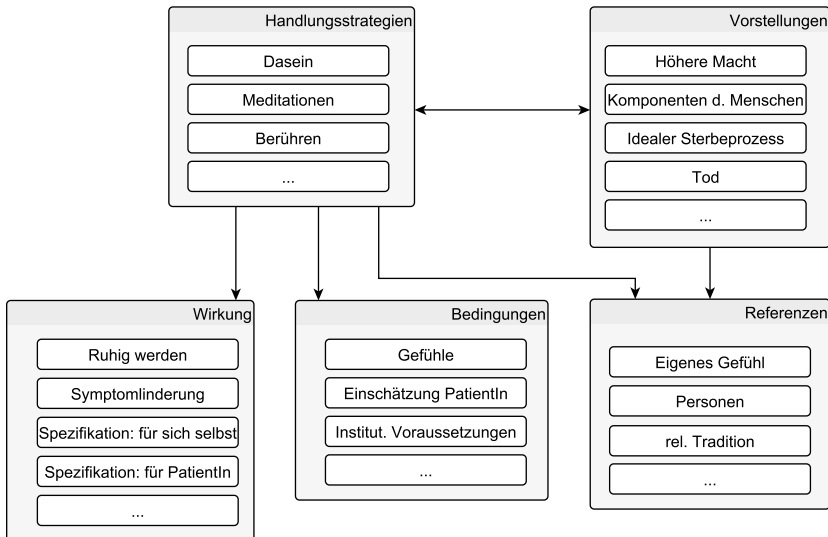 Handlungsstrategien
Dasein
Meditationen
Berühren
...
Vorstellungen
Höhere Macht
Komponenten d. Menschen
Idealer Sterbeprozess
Tod
...
Wirkung
Ruhig werden
Symptomlinderung
Spezifikation: für sich selbst
Spezifikation: für PatientIn
...
Bedingungen
Gefühle
Einschätzung PatientIn
Institut. Voraussetzungen
...
Referenzen
Eigenes Gefühl
Personen
rel. Tradition
...